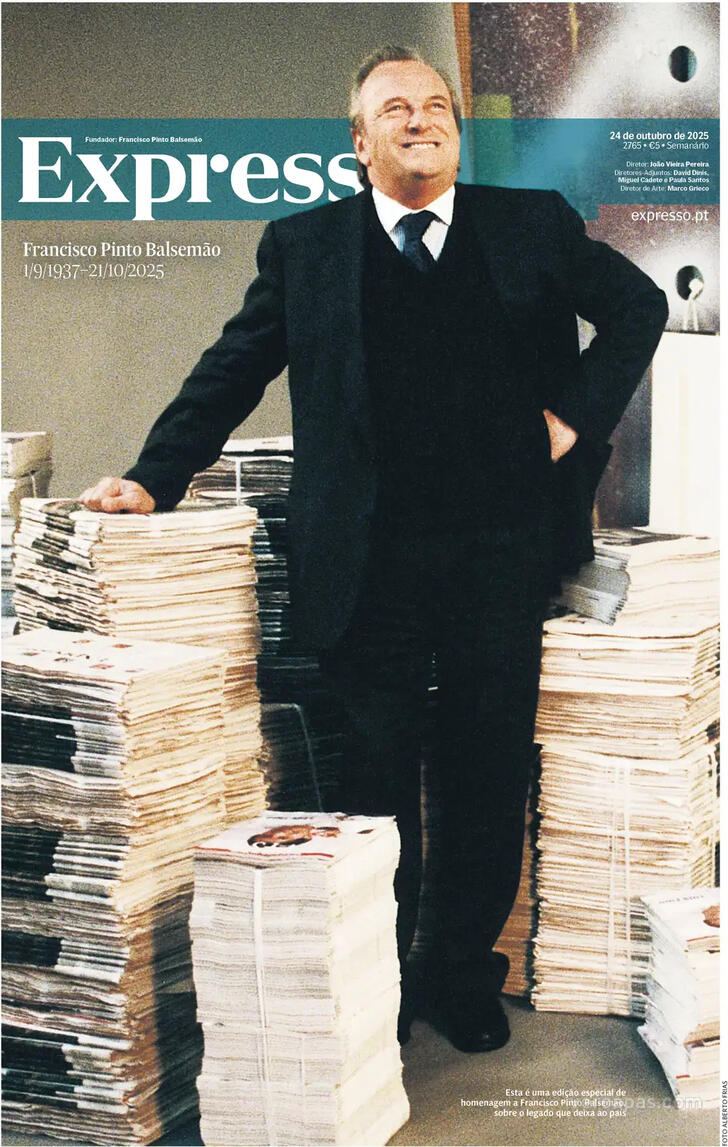 Fundador: Francisco Pinto Balsemão
Express
24 de outubro de 2025
2765 • €5 • Semanário
Diretor: João Vieira Pereira
Diretores-Adjuntos: David Dinis,
Miguel Cadete e Paula Santos
Diretor de Arte: Marco Grieco
expresso.pt
Francisco Pinto Balsemão
1/9/1937–21/10/2025
Esta é uma edição especial de
homenagem a Francisco Pinto Balsemão
sobre o legado que deixa ao país
ALBERTO FRIAS